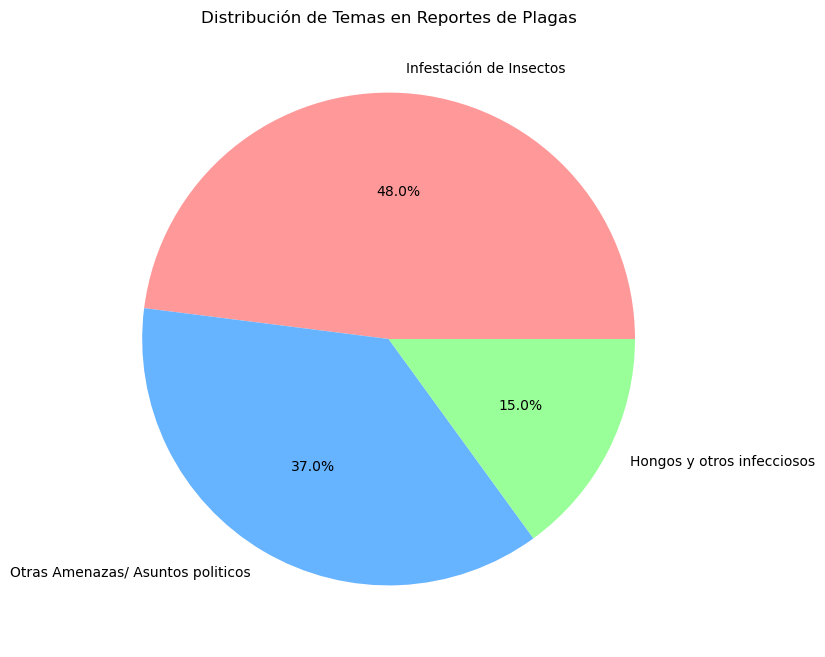 Distribución de Temas en Reportes de Plagas
Infestación de Insectos
48.0%
15.0%
Hongos y otros infecciosos
37.0%
Otras Amenazas/ Asuntos politicos